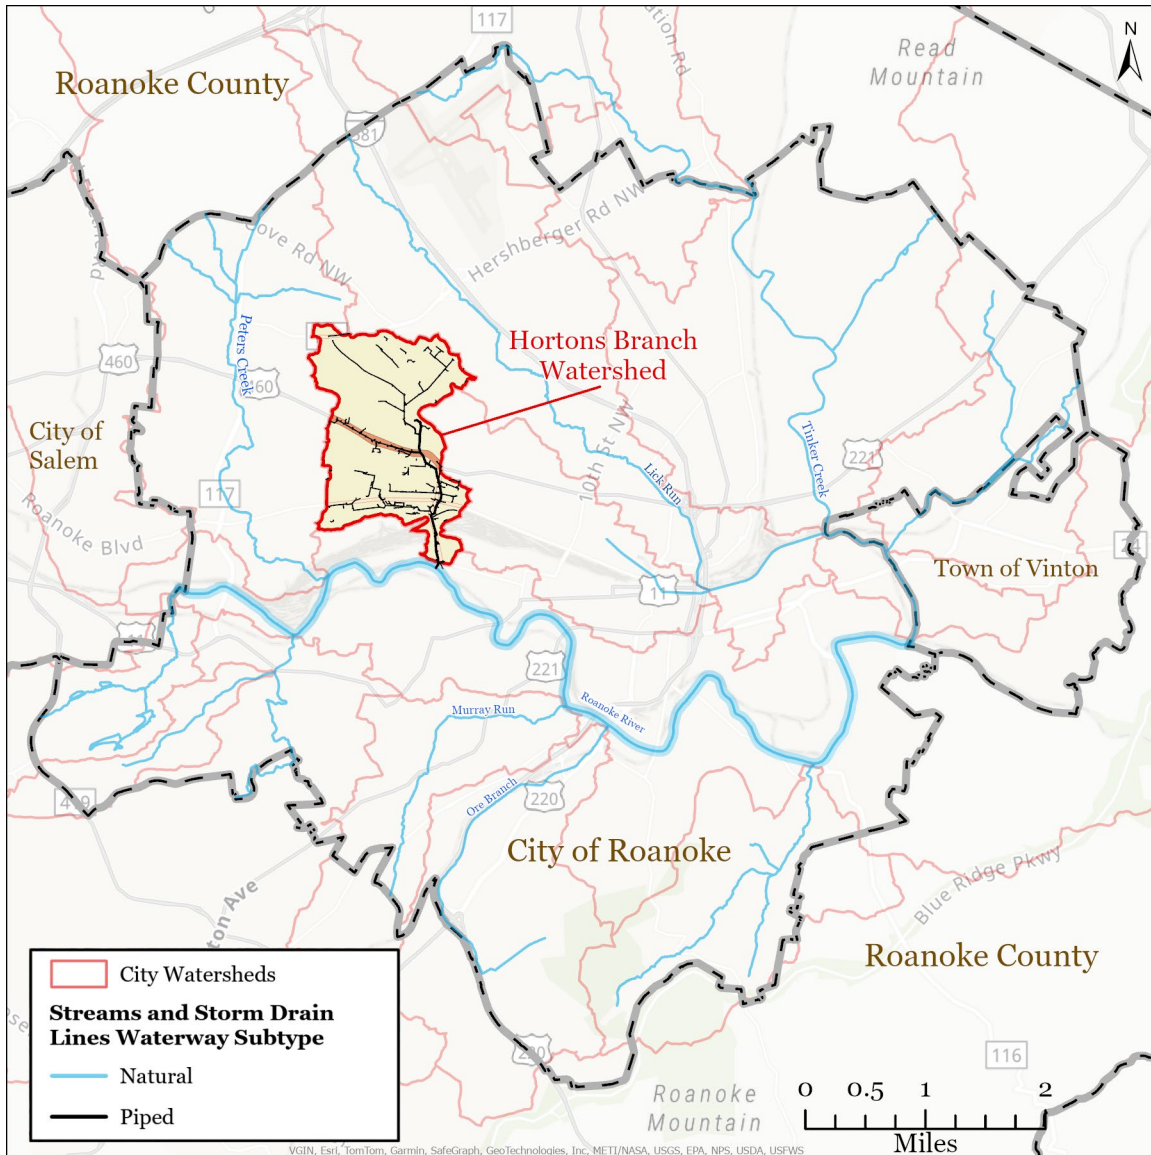 117
Read
Mountain
N
Roanoke County
581
Cove Rd NW
Hershberger Rd NW
Peters Creek
Hortons Branch
Watershed
460
460
City of
Salem
10th St NW
Lick Run
Tinker Creek
221
117
Roanoke Blvd
24
Town of Vinton
11
221
Murray Run
Roanoke River
Ore Branch
220
419
City of Roanoke
Blue Ridge Pkwy
Roanoke County
City Watersheds
Streams and Storm Drain
Lines Waterway Subtype
Natural
Piped
220
116
Roanoke
Mountain
0 0.5 1 2
Miles
VGIN, Esri, TomTom, Garmin, SafeGraph, GeoTechnologies, Inc, METI/NASA, USGS, EPA, NPS, USDA, USFWS